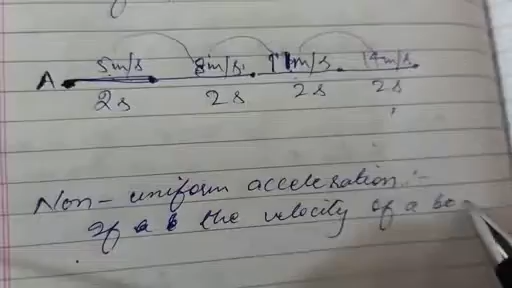 5m/s 8m/s 11m/s 14m/s
A
2s 2s 2s 2s
Non-uniform acceleration :-
If a b the velocity of a bo